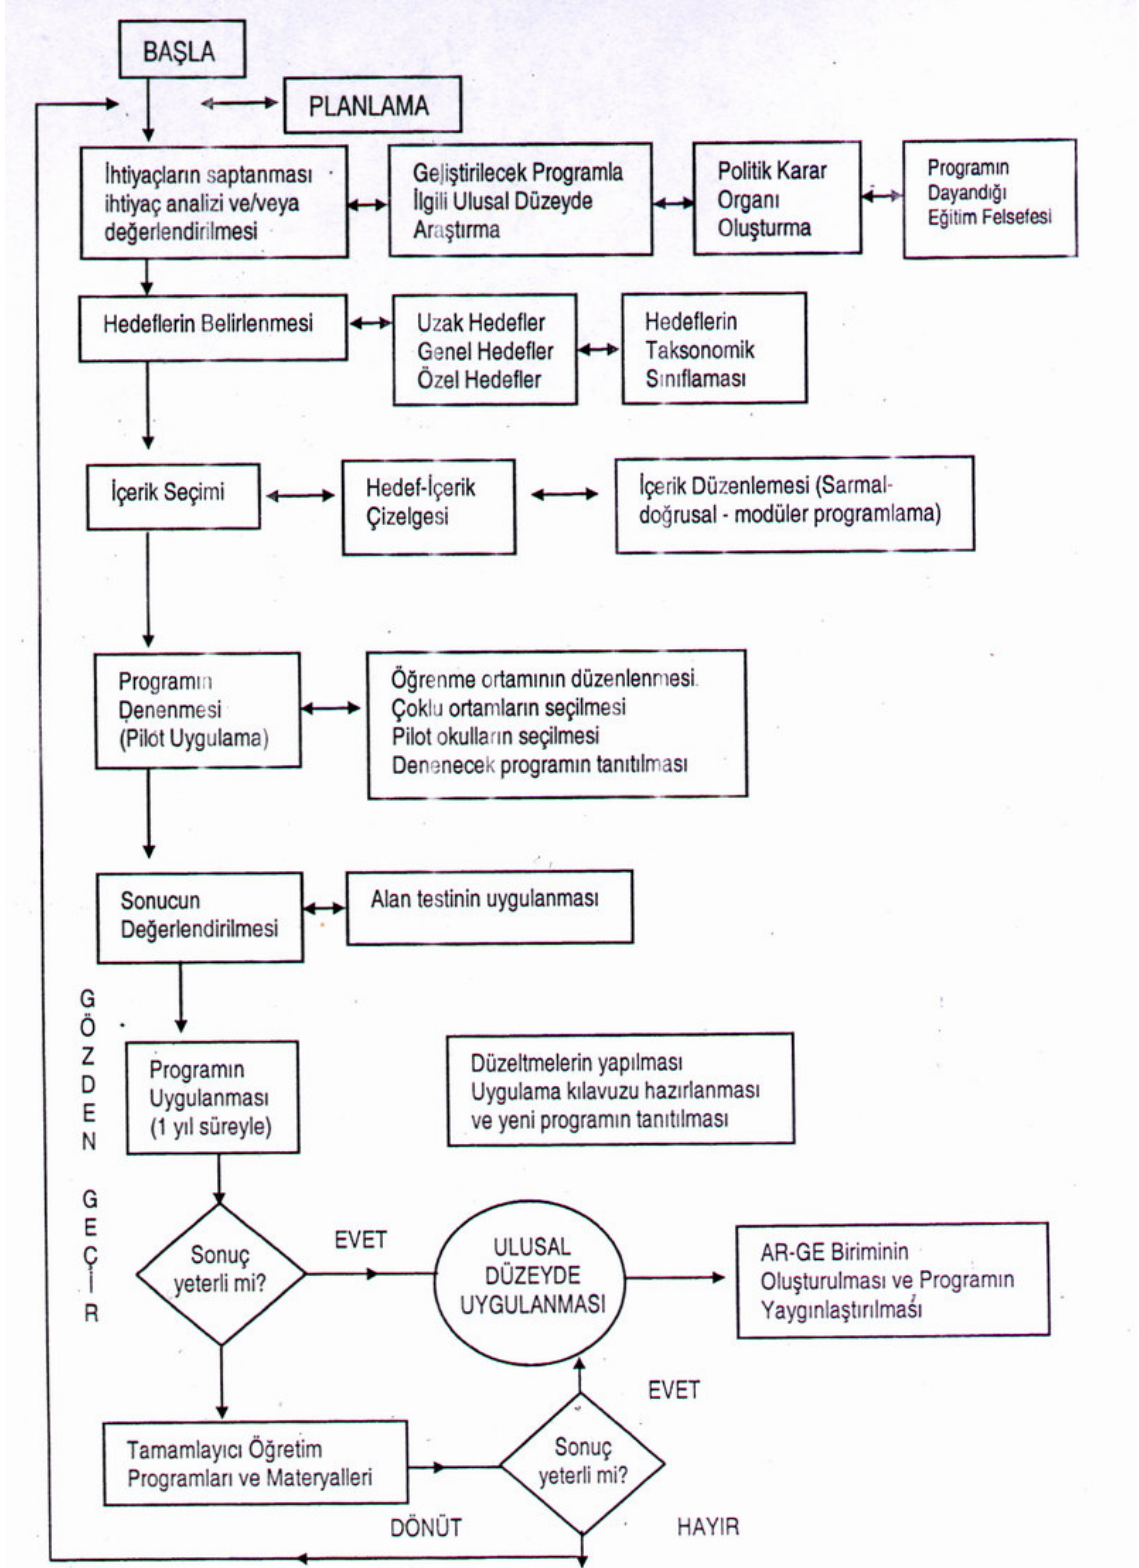 BAŞLA
PLANLAMA
İhtiyaçların saptanması
ihtiyaç analizi ve/veya
değerlendirilmesi
Geliştirilecek Programla
İlgili Ulusal Düzeyde
Araştırma
Politik Karar
Organı
Oluşturma
Programın
Dayandığı
Eğitim Felsefesi
Hedeflerin Belirlenmesi
Uzak Hedefler
Genel Hedefler
Özel Hedefler
Hedeflerin
Taksonomik
Sınıflaması
İçerik Seçimi
Hedef-İçerik
Çizelgesi
İçerik Düzenlemesi (Sarmal-
doğrusal - modüler programlama)
Programın
Denenmesi
(Pilot Uygulama)
Öğrenme ortamının düzenlenmesi.
Çoklu ortamların seçilmesi
Pilot okulların seçilmesi
Denenecek programın tanıtılması
Sonucun
Değerlendirilmesi
Alan testinin uygulanması
GÖZDEN GEÇİR
Programın
Uygulanması
(1 yıl süreyle)
Düzeltmelerin yapılması
Uygulama kılavuzu hazırlanması
ve yeni programın tanıtılması
Sonuç
yeterli mi?
EVET
ULUSAL
DÜZEYDE
UYGULANMASI
AR-GE Biriminin
Oluşturulması ve Programın
Yaygınlaştırılması
Tamamlayıcı Öğretim
Programları ve Materyalleri
Sonuç
yeterli mi?
EVET
DÖNÜT
HAYIR